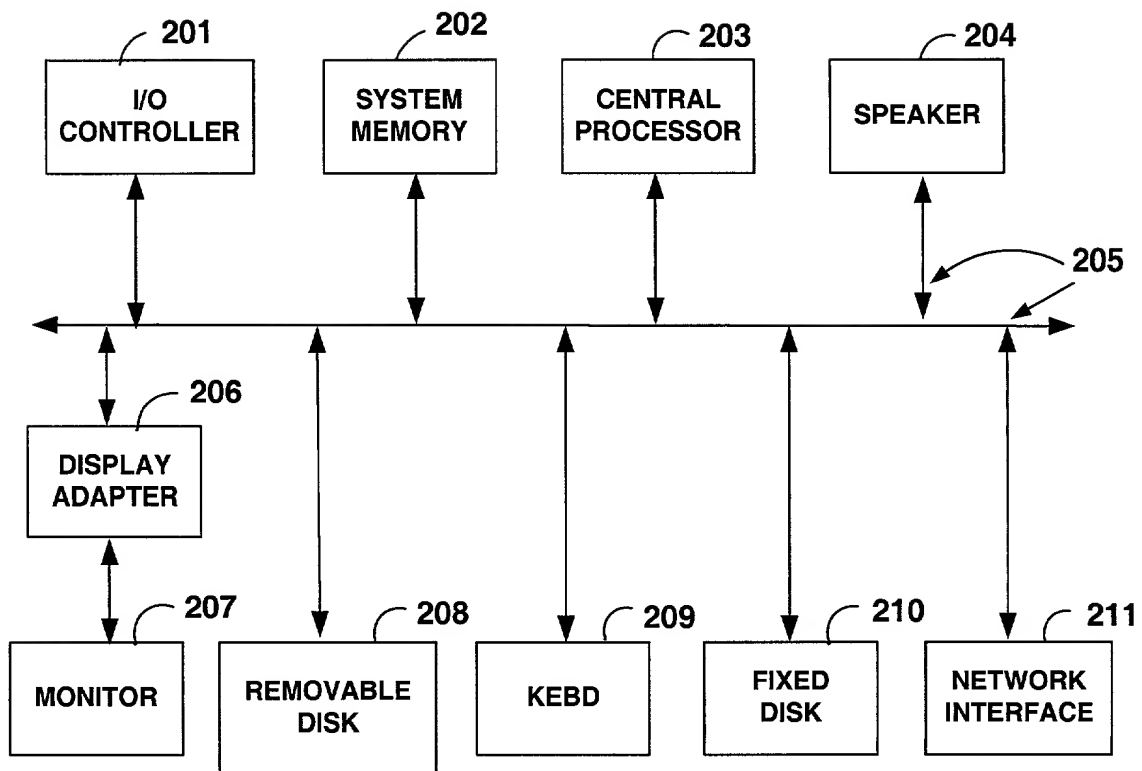 201
202
203
204
I/O
CONTROLLER
SYSTEM
MEMORY
CENTRAL
PROCESSOR
SPEAKER
205
206
DISPLAY
ADAPTER
207
208
209
210
211
MONITOR
REMOVABLE
DISK
KEBD
FIXED
DISK
NETWORK
INTERFACE